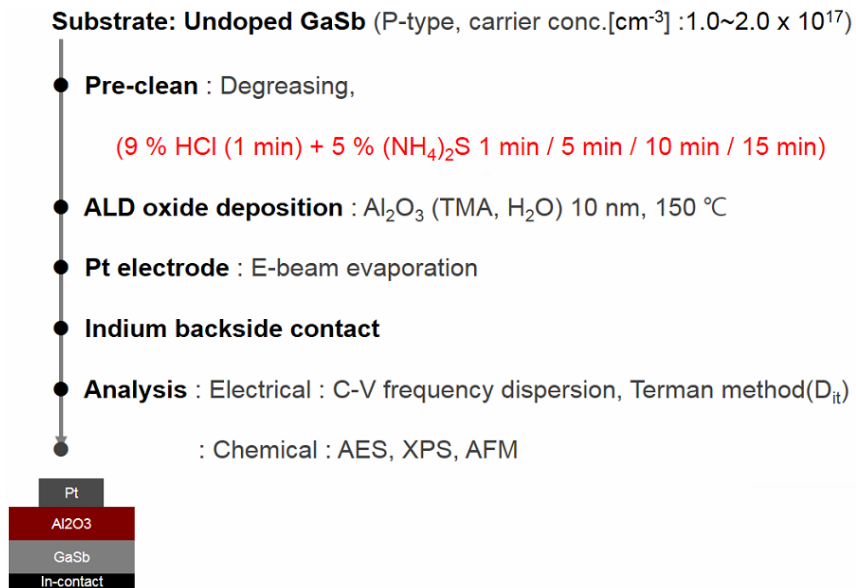 Substrate: Undoped GaSb (P-type, carrier conc.[cm⁻³] :1.0~2.0 x 10¹⁷)
Pre-clean : Degreasing,
(9 % HCl (1 min) + 5 % (NH₄)₂S 1 min / 5 min / 10 min / 15 min)
ALD oxide deposition : Al₂O₃ (TMA, H₂O) 10 nm, 150 ℃
Pt electrode : E-beam evaporation
Indium backside contact
Analysis : Electrical : C-V frequency dispersion, Terman method(Dᵢₜ)
: Chemical : AES, XPS, AFM
Pt
Al2O3
GaSb
In-contact